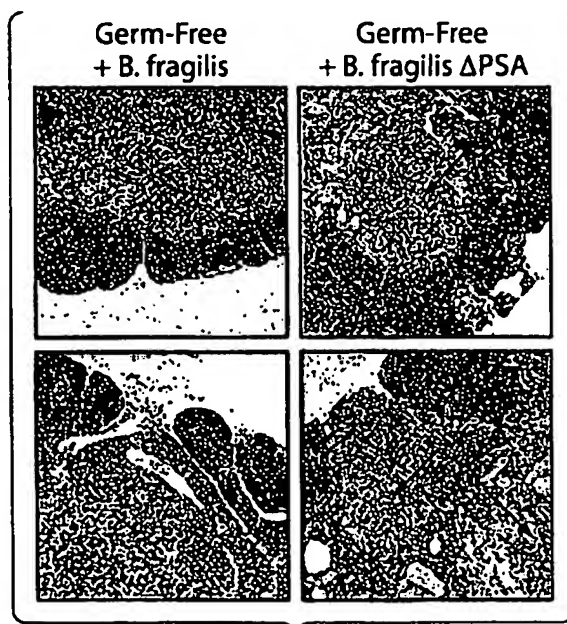 Germ-Free
+ B. fragilis
Germ-Free
+ B. fragilis ΔPSA